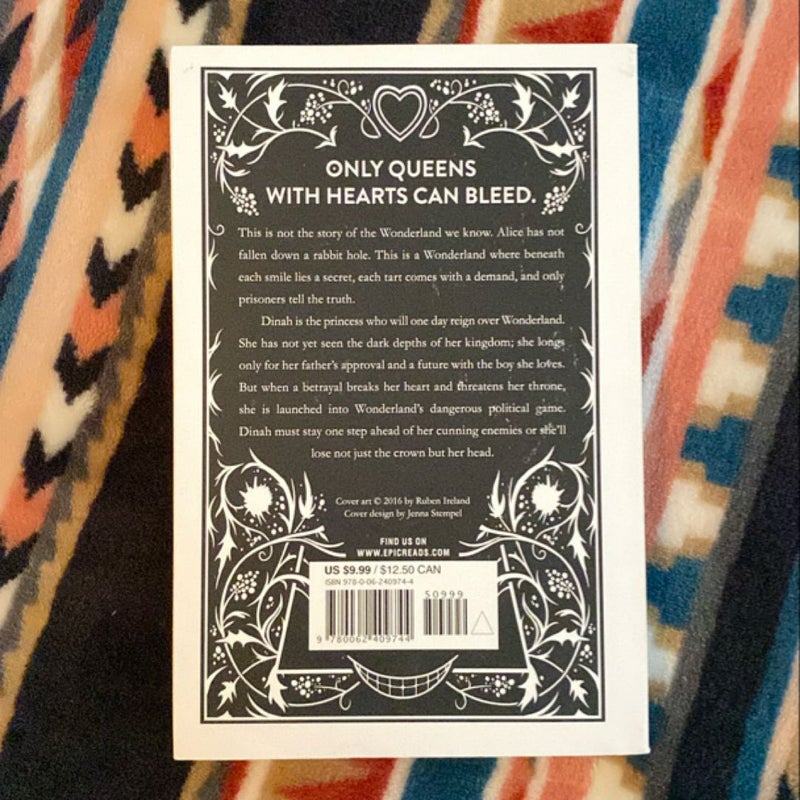 ONLY QUEENS
WITH HEARTS CAN BLEED.
This is not the story of the Wonderland we know. Alice has not
fallen down a rabbit hole. This is a Wonderland where beneath
each smile lies a secret, each tart comes with a demand, and only
prisoners tell the truth.
Dinah is the princess who will one day reign over Wonderland.
She has not yet seen the dark depths of her kingdom; she longs
only for her father's approval and a future with the boy she loves.
But when a betrayal breaks her heart and threatens her throne,
she is launched into Wonderland's dangerous political game.
Dinah must stay one step ahead of her cunning enemies or she'll
lose not just the crown but her head.
Cover art © 2016 by Ruben Ireland
Cover design by Jenna Stempel
FIND US ON
WWW.EPICREADS.COM
US $9.99 / $12.50 CAN
ISBN 978-0-06-240974-4
50999
9 780062 409744